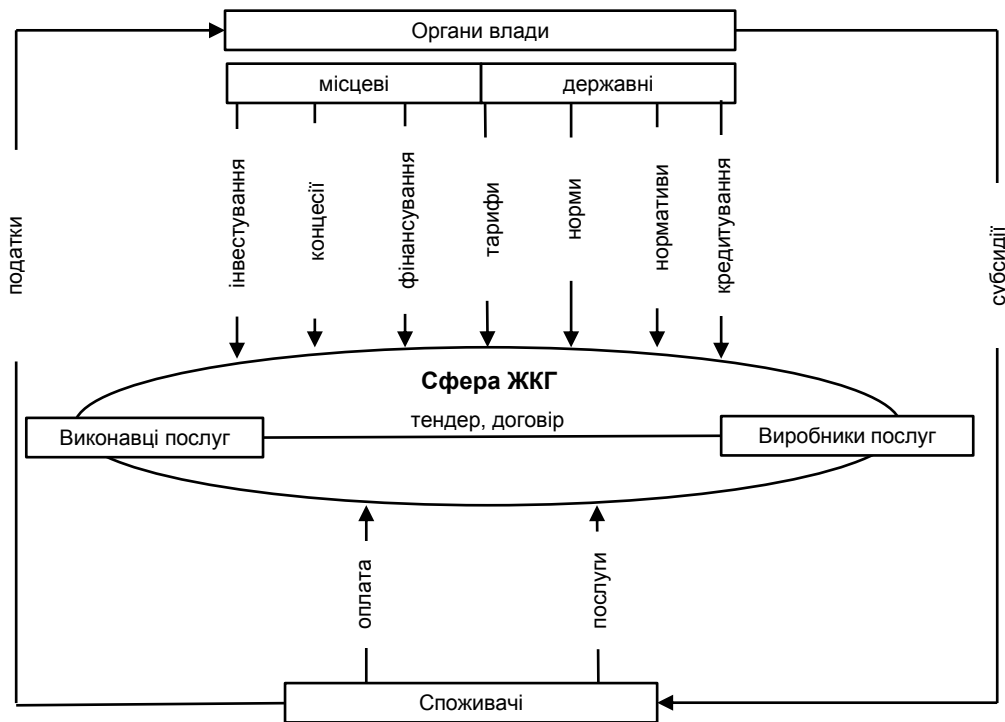 Органи влади
місцеві
державні
податки
інвестування
концесії
фінансування
тарифи
норми
нормативи
кредитування
субсидії
Сфера ЖКГ
тендер, договір
Виконавці послуг
Виробники послуг
оплата
послуги
Споживачі